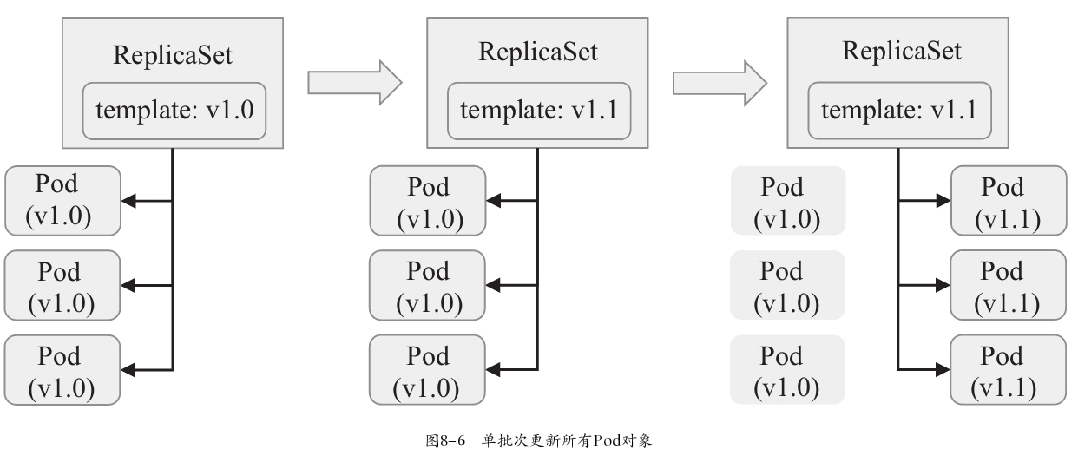 ReplicaSet
template: v1.0
Pod
(v1.0)
Pod
(v1.0)
Pod
(v1.0)
ReplicaSet
template: v1.1
Pod
(v1.0)
Pod
(v1.0)
Pod
(v1.0)
ReplicaSet
template: v1.1
Pod
(v1.0)
Pod
(v1.0)
Pod
(v1.0)
Pod
(v1.1)
Pod
(v1.1)
Pod
(v1.1)
图8-6 单批次更新所有Pod对象